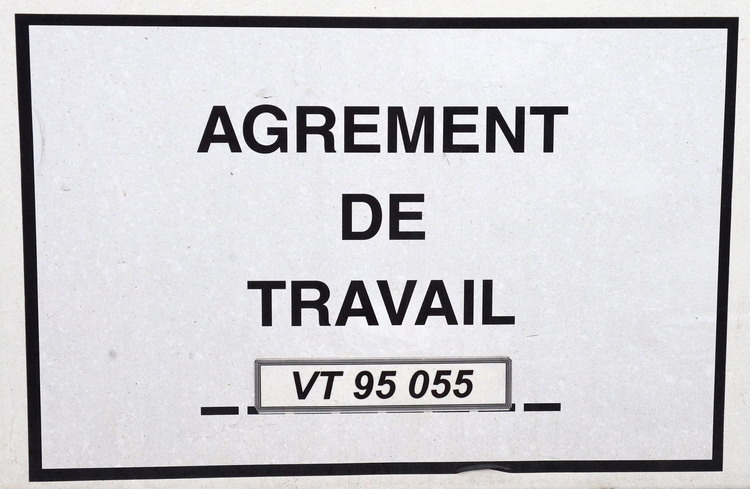 AGREMENT
DE
TRAVAIL
VT 95 055